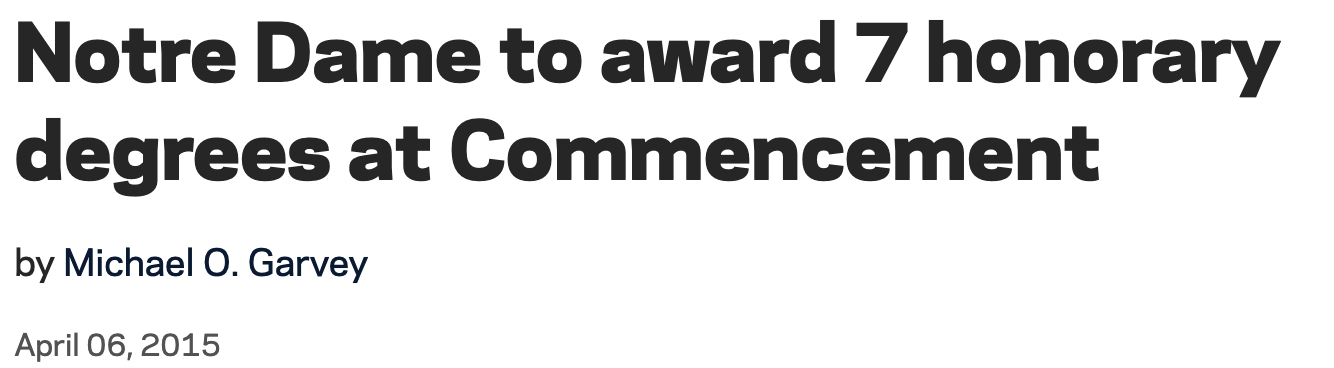 Notre Dame to award 7 honorary
degrees at Commencement
by Michael O. Garvey
April 06, 2015